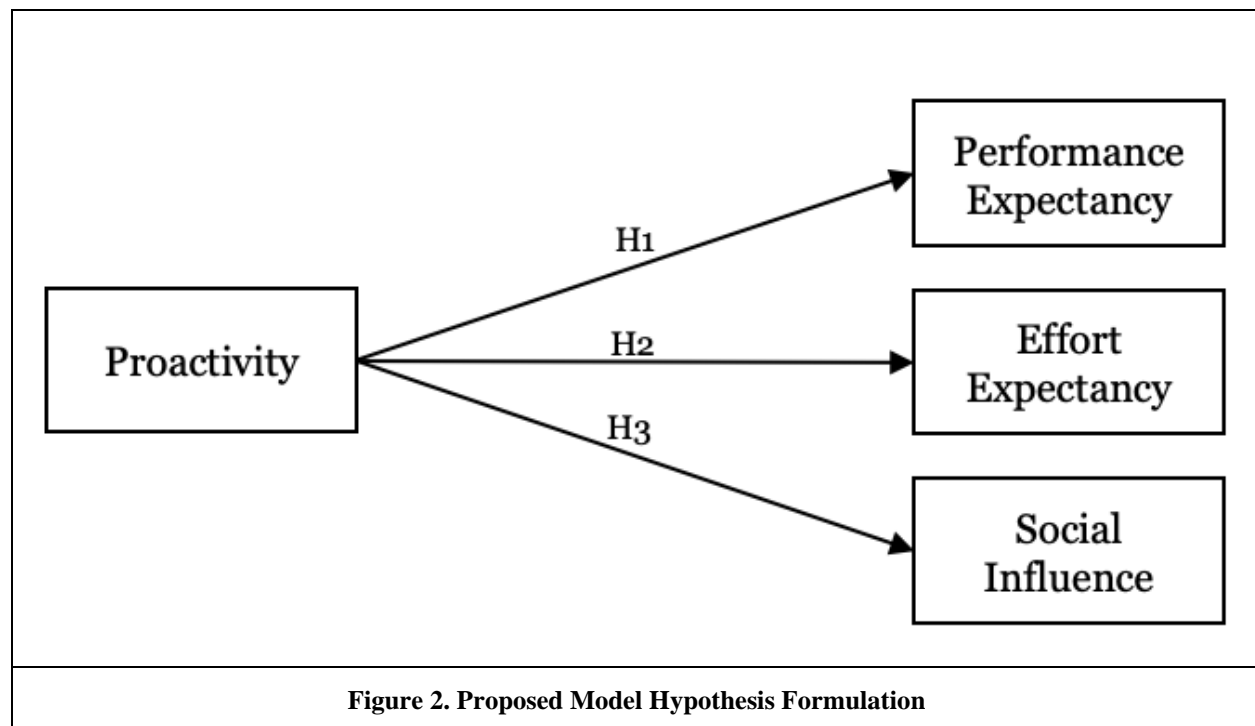 Performance
Expectancy
H1
Proactivity
H2
Effort
Expectancy
H3
Social
Influence
Figure 2. Proposed Model Hypothesis Formulation